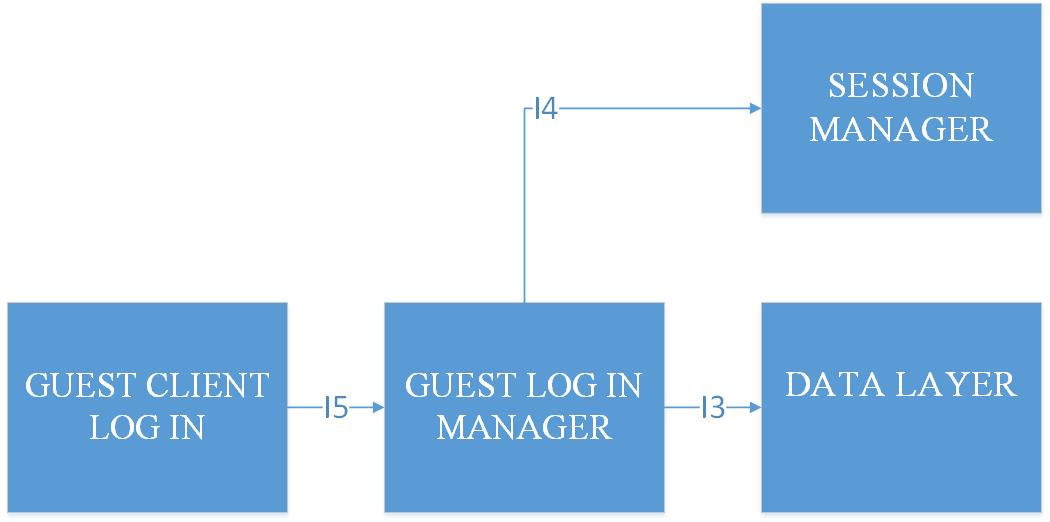 SESSION
MANAGER
I4
GUEST CLIENT
LOG IN
I5
GUEST LOG IN
MANAGER
I3
DATA LAYER